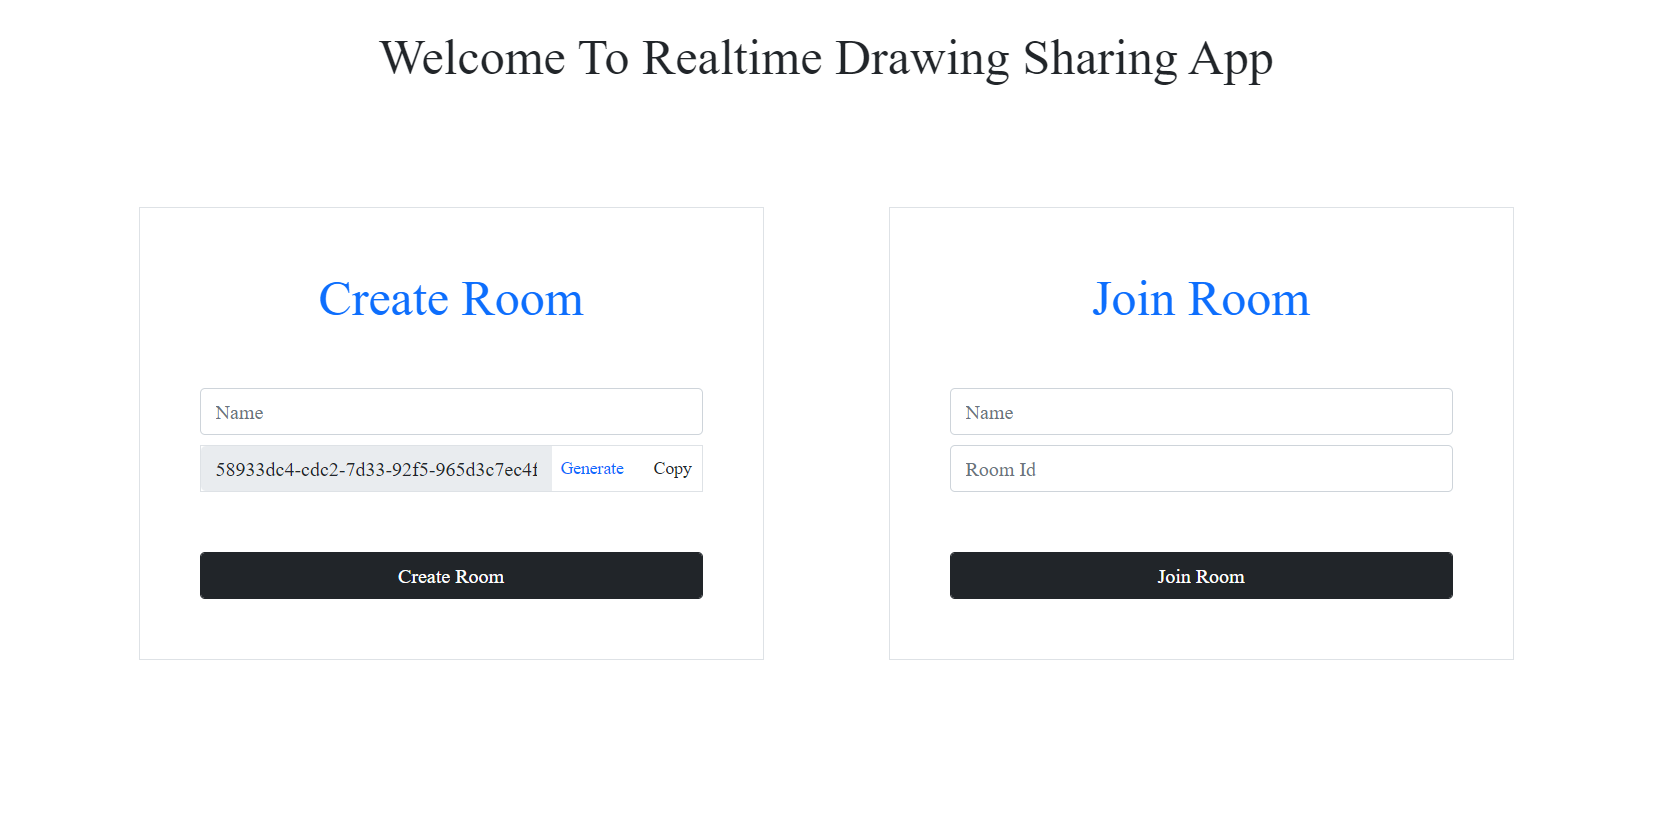 Welcome To Realtime Drawing Sharing App
Create Room
Name
58933dc4-cdc2-7d33-92f5-965d3c7ec4f Generate Copy
Create Room
Join Room
Name
Room Id
Join Room